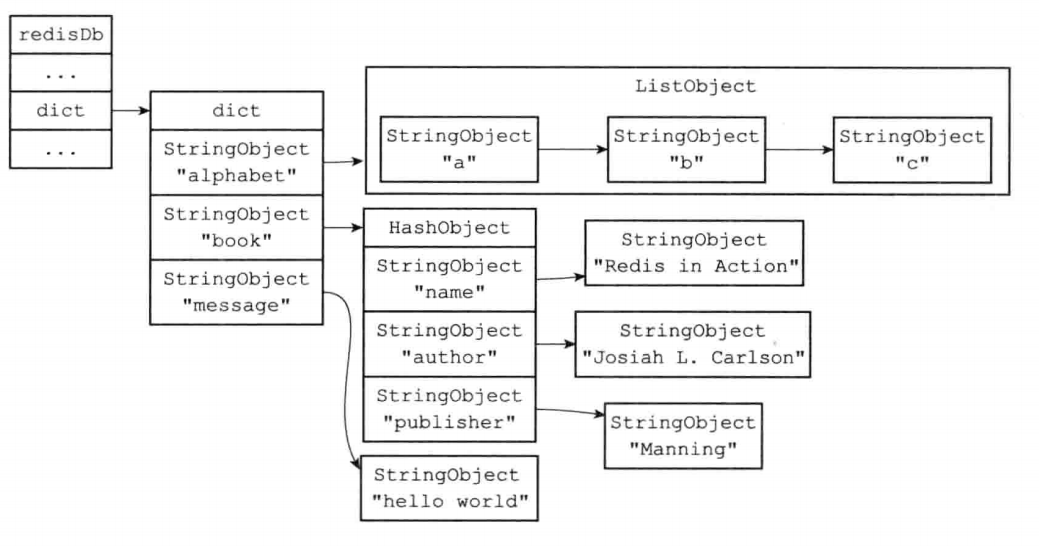 redisDb
...
dict
...
dict
StringObject
"alphabet"
StringObject
"book"
StringObject
"message"
ListObject
StringObject
"a"
StringObject
"b"
StringObject
"c"
HashObject
StringObject
"name"
StringObject
"author"
StringObject
"publisher"
StringObject
"Redis in Action"
StringObject
"Josiah L. Carlson"
StringObject
"Manning"
StringObject
"hello world"